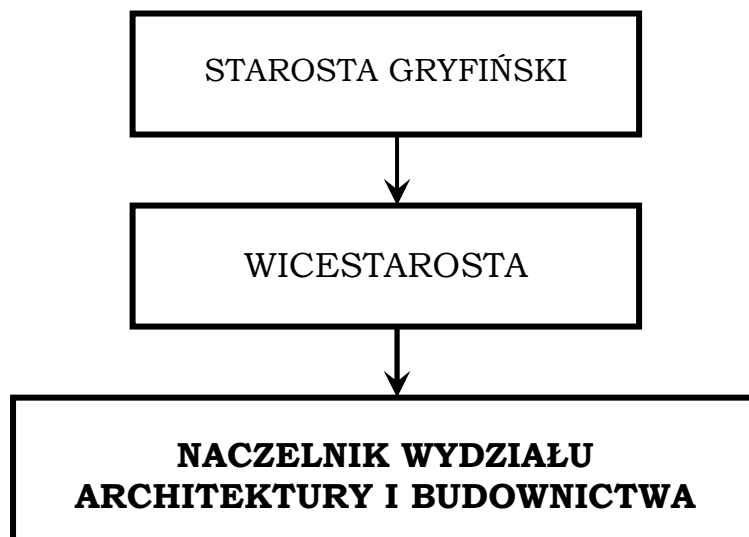 STAROSTA GRYFIŃSKI
WICESTAROSTA
NACZELNIK WYDZIAŁU
ARCHITEKTURY I BUDOWNICTWA